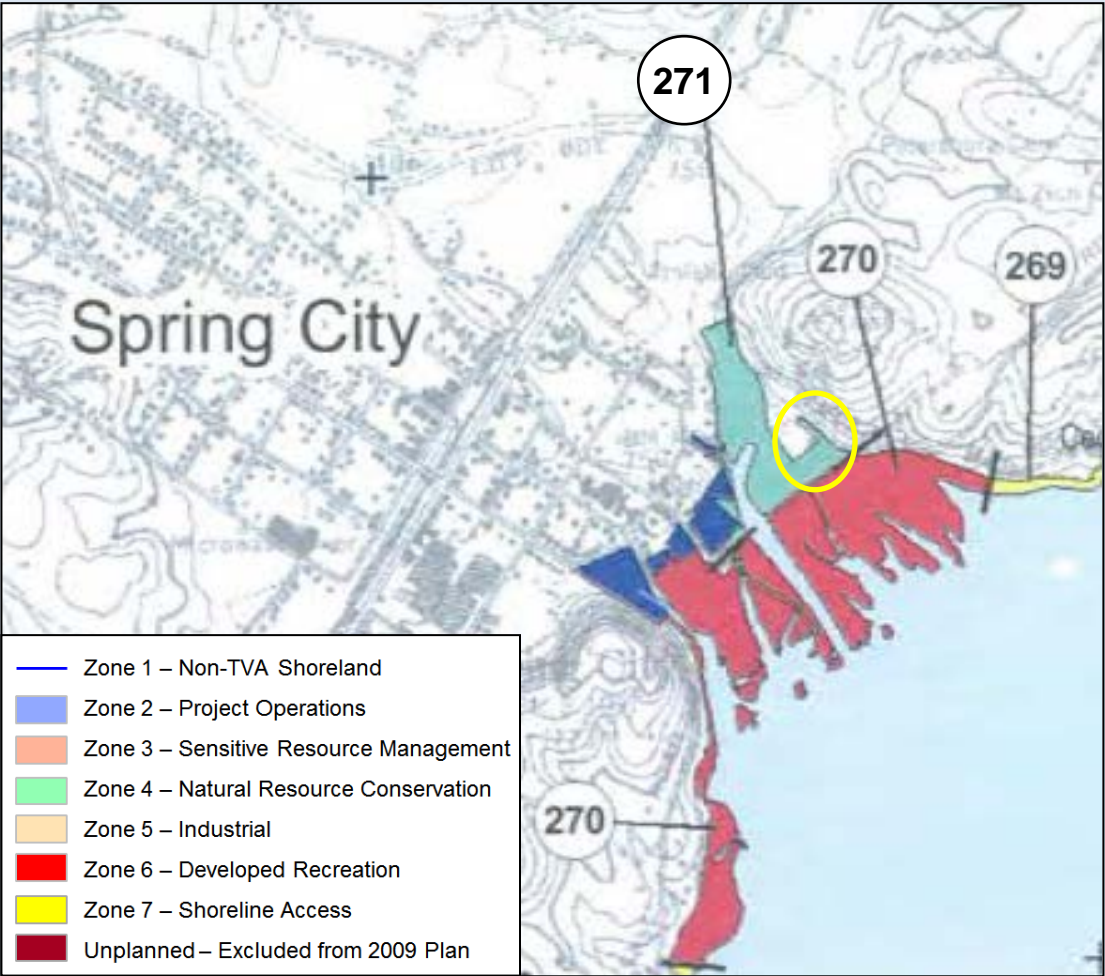 271
270
269
Spring City
270
Zone 1 – Non-TVA Shoreland
Zone 2 – Project Operations
Zone 3 – Sensitive Resource Management
Zone 4 – Natural Resource Conservation
Zone 5 – Industrial
Zone 6 – Developed Recreation
Zone 7 – Shoreline Access
Unplanned – Excluded from 2009 Plan